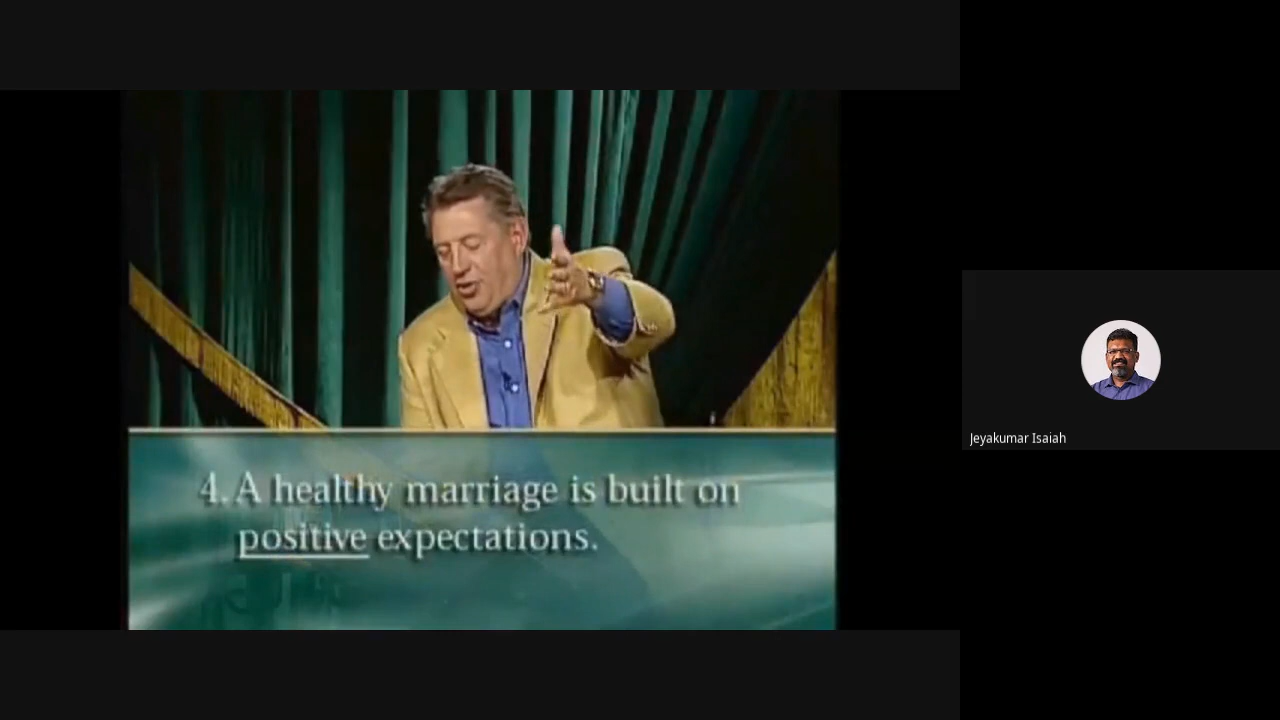 4. A healthy marriage is built on
positive expectations.
Jeyakumar Isaiah